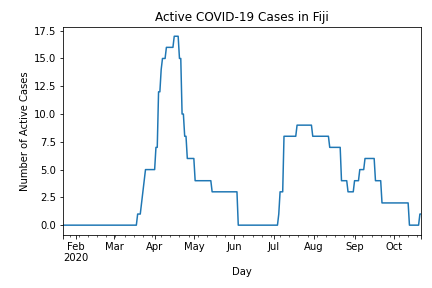 Active COVID-19 Cases in Fiji
Number of Active Cases
17.5
15.0
12.5
10.0
7.5
5.0
2.5
0.0
Feb Mar Apr May Jun Jul Aug Sep Oct
2020
Day